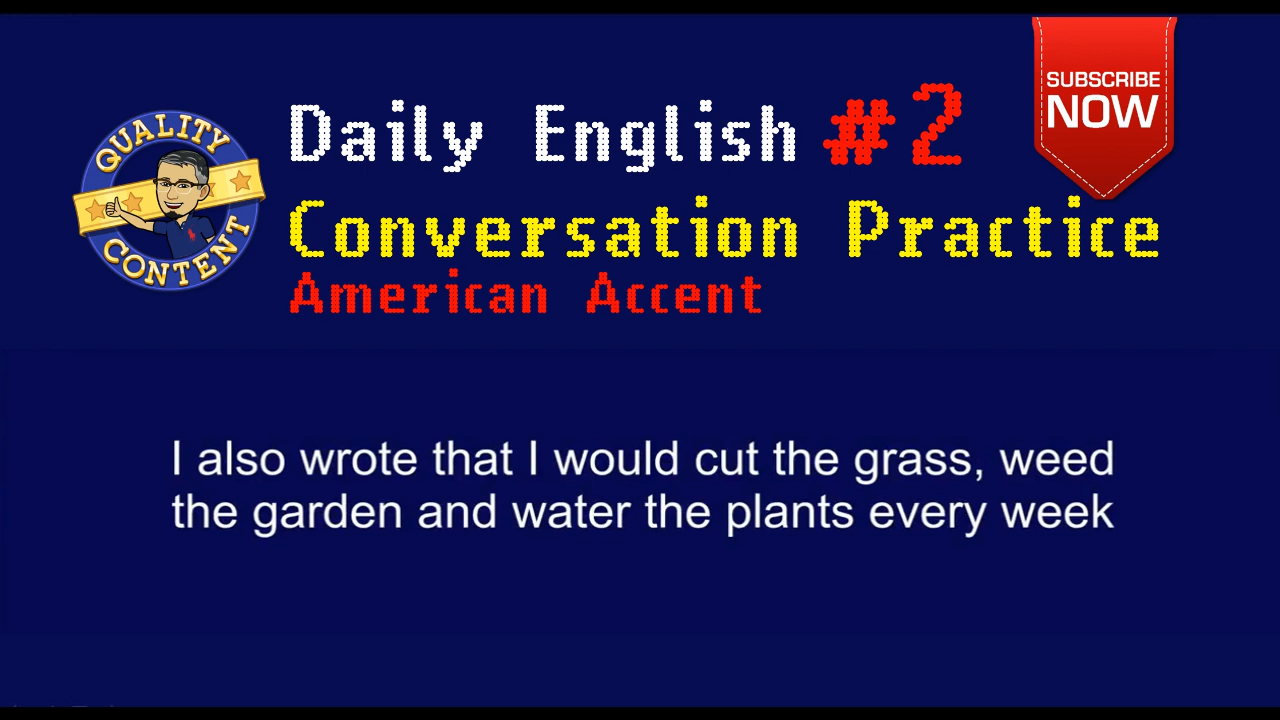 SUBSCRIBE
NOW
QUALITY
CONTENT
Daily English #2
Conversation Practice
American Accent
I also wrote that I would cut the grass, weed
the garden and water the plants every week